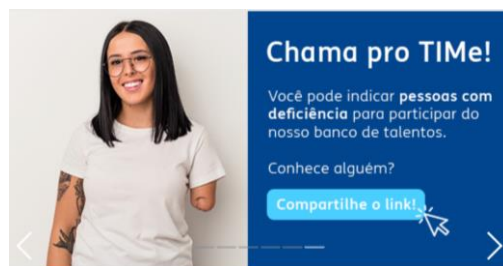 Chama pro TIMe!
Você pode indicar pessoas com
deficiência para participar do
nosso banco de talentos.
Conhece alguém?
Compartilhe o link!